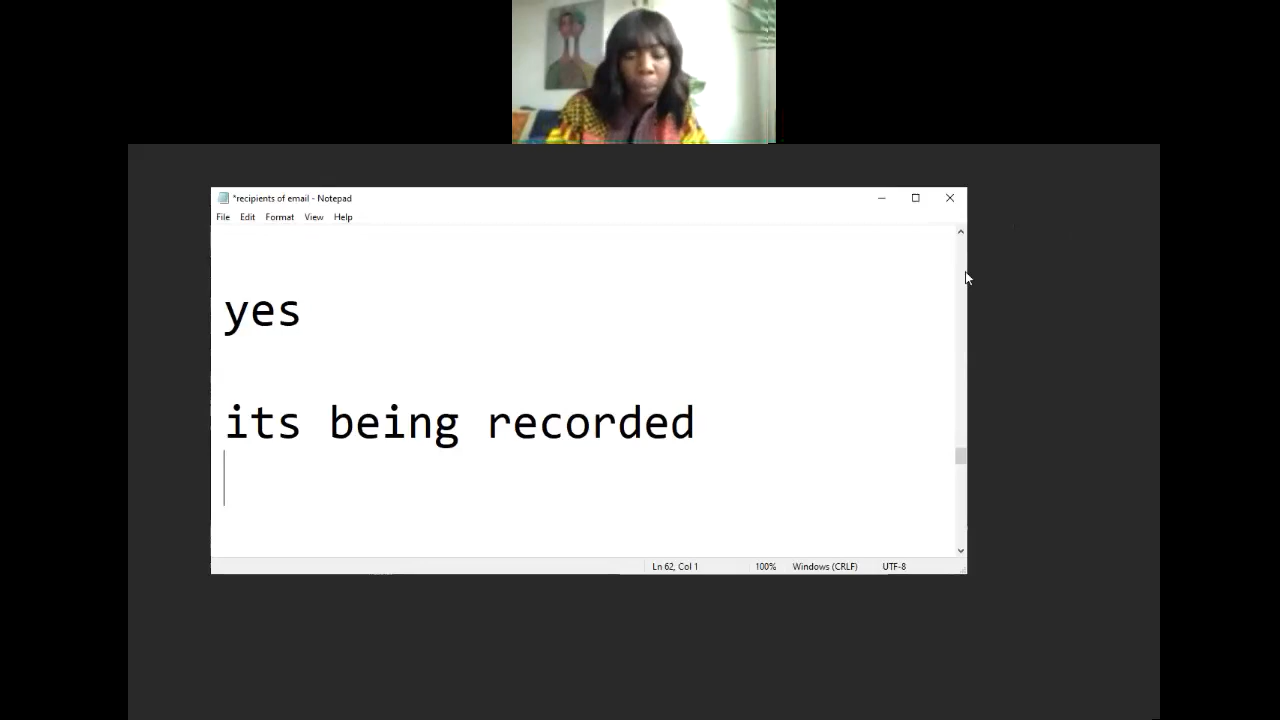 *recipients of email - Notepad
File Edit Format View Help
yes
its being recorded
Ln 62, Col 1 100% Windows (CRLF) UTF-8